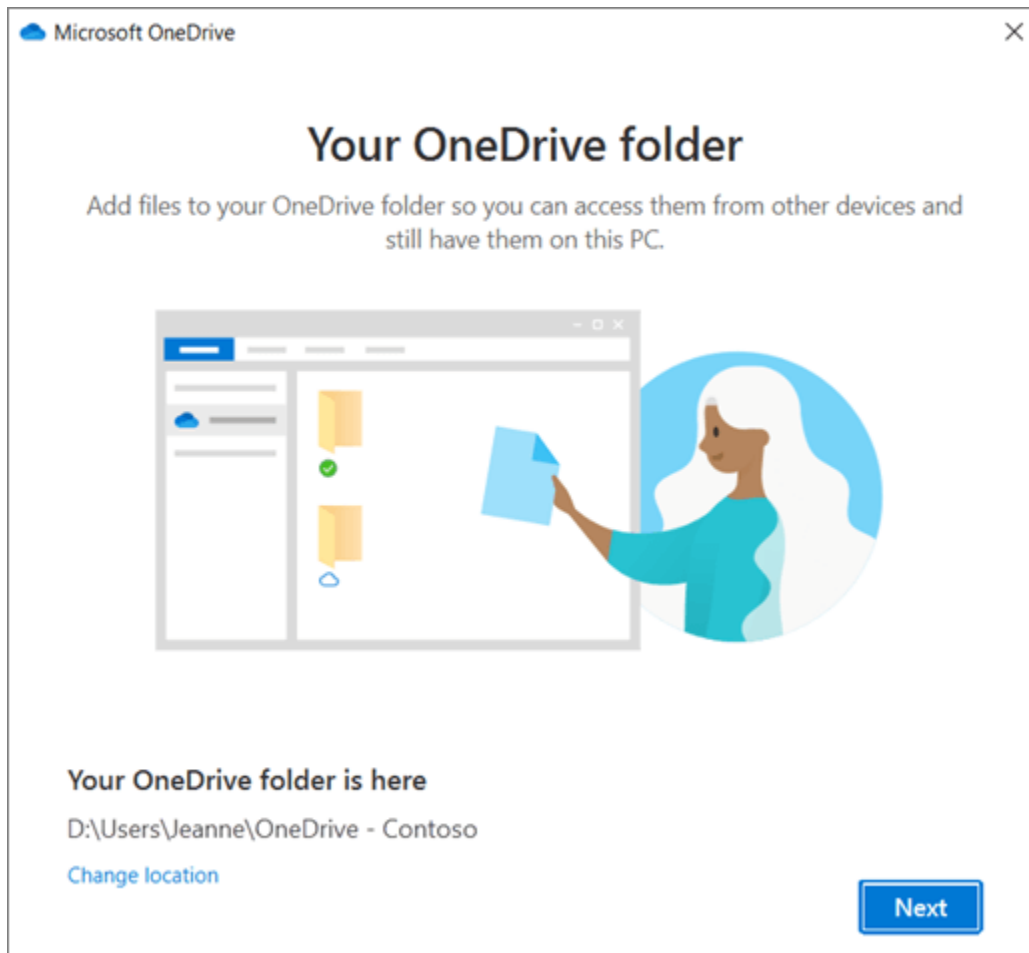 Microsoft OneDrive
Your OneDrive folder
Add files to your OneDrive folder so you can access them from other devices and
still have them on this PC.
Your OneDrive folder is here
D:\Users\Jeanne\OneDrive - Contoso
Change location
Next